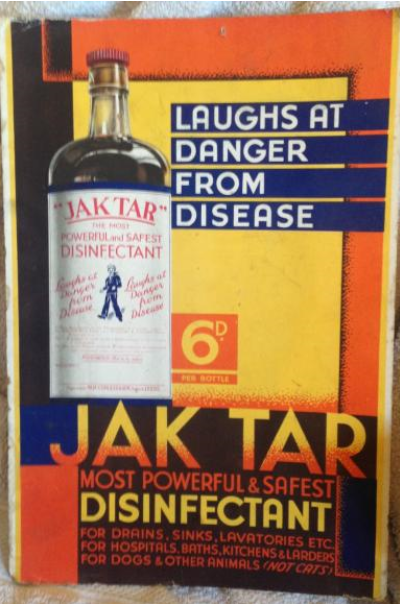 LAUGHS AT
DANGER
FROM
DISEASE
"JAK TAR"
THE MOST
POWERFUL and SAFEST
DISINFECTANT
Laughs at
Danger
from
Disease
Laughs at
Danger
from
Disease
6D.
PER BOTTLE
JAK TAR
MOST POWERFUL & SAFEST
DISINFECTANT
FOR DRAINS, SINKS, LAVATORIES ETC.
FOR HOSPITALS, BATHS, KITCHENS & LARDERS
FOR DOGS & OTHER ANIMALS (NOT CATS)